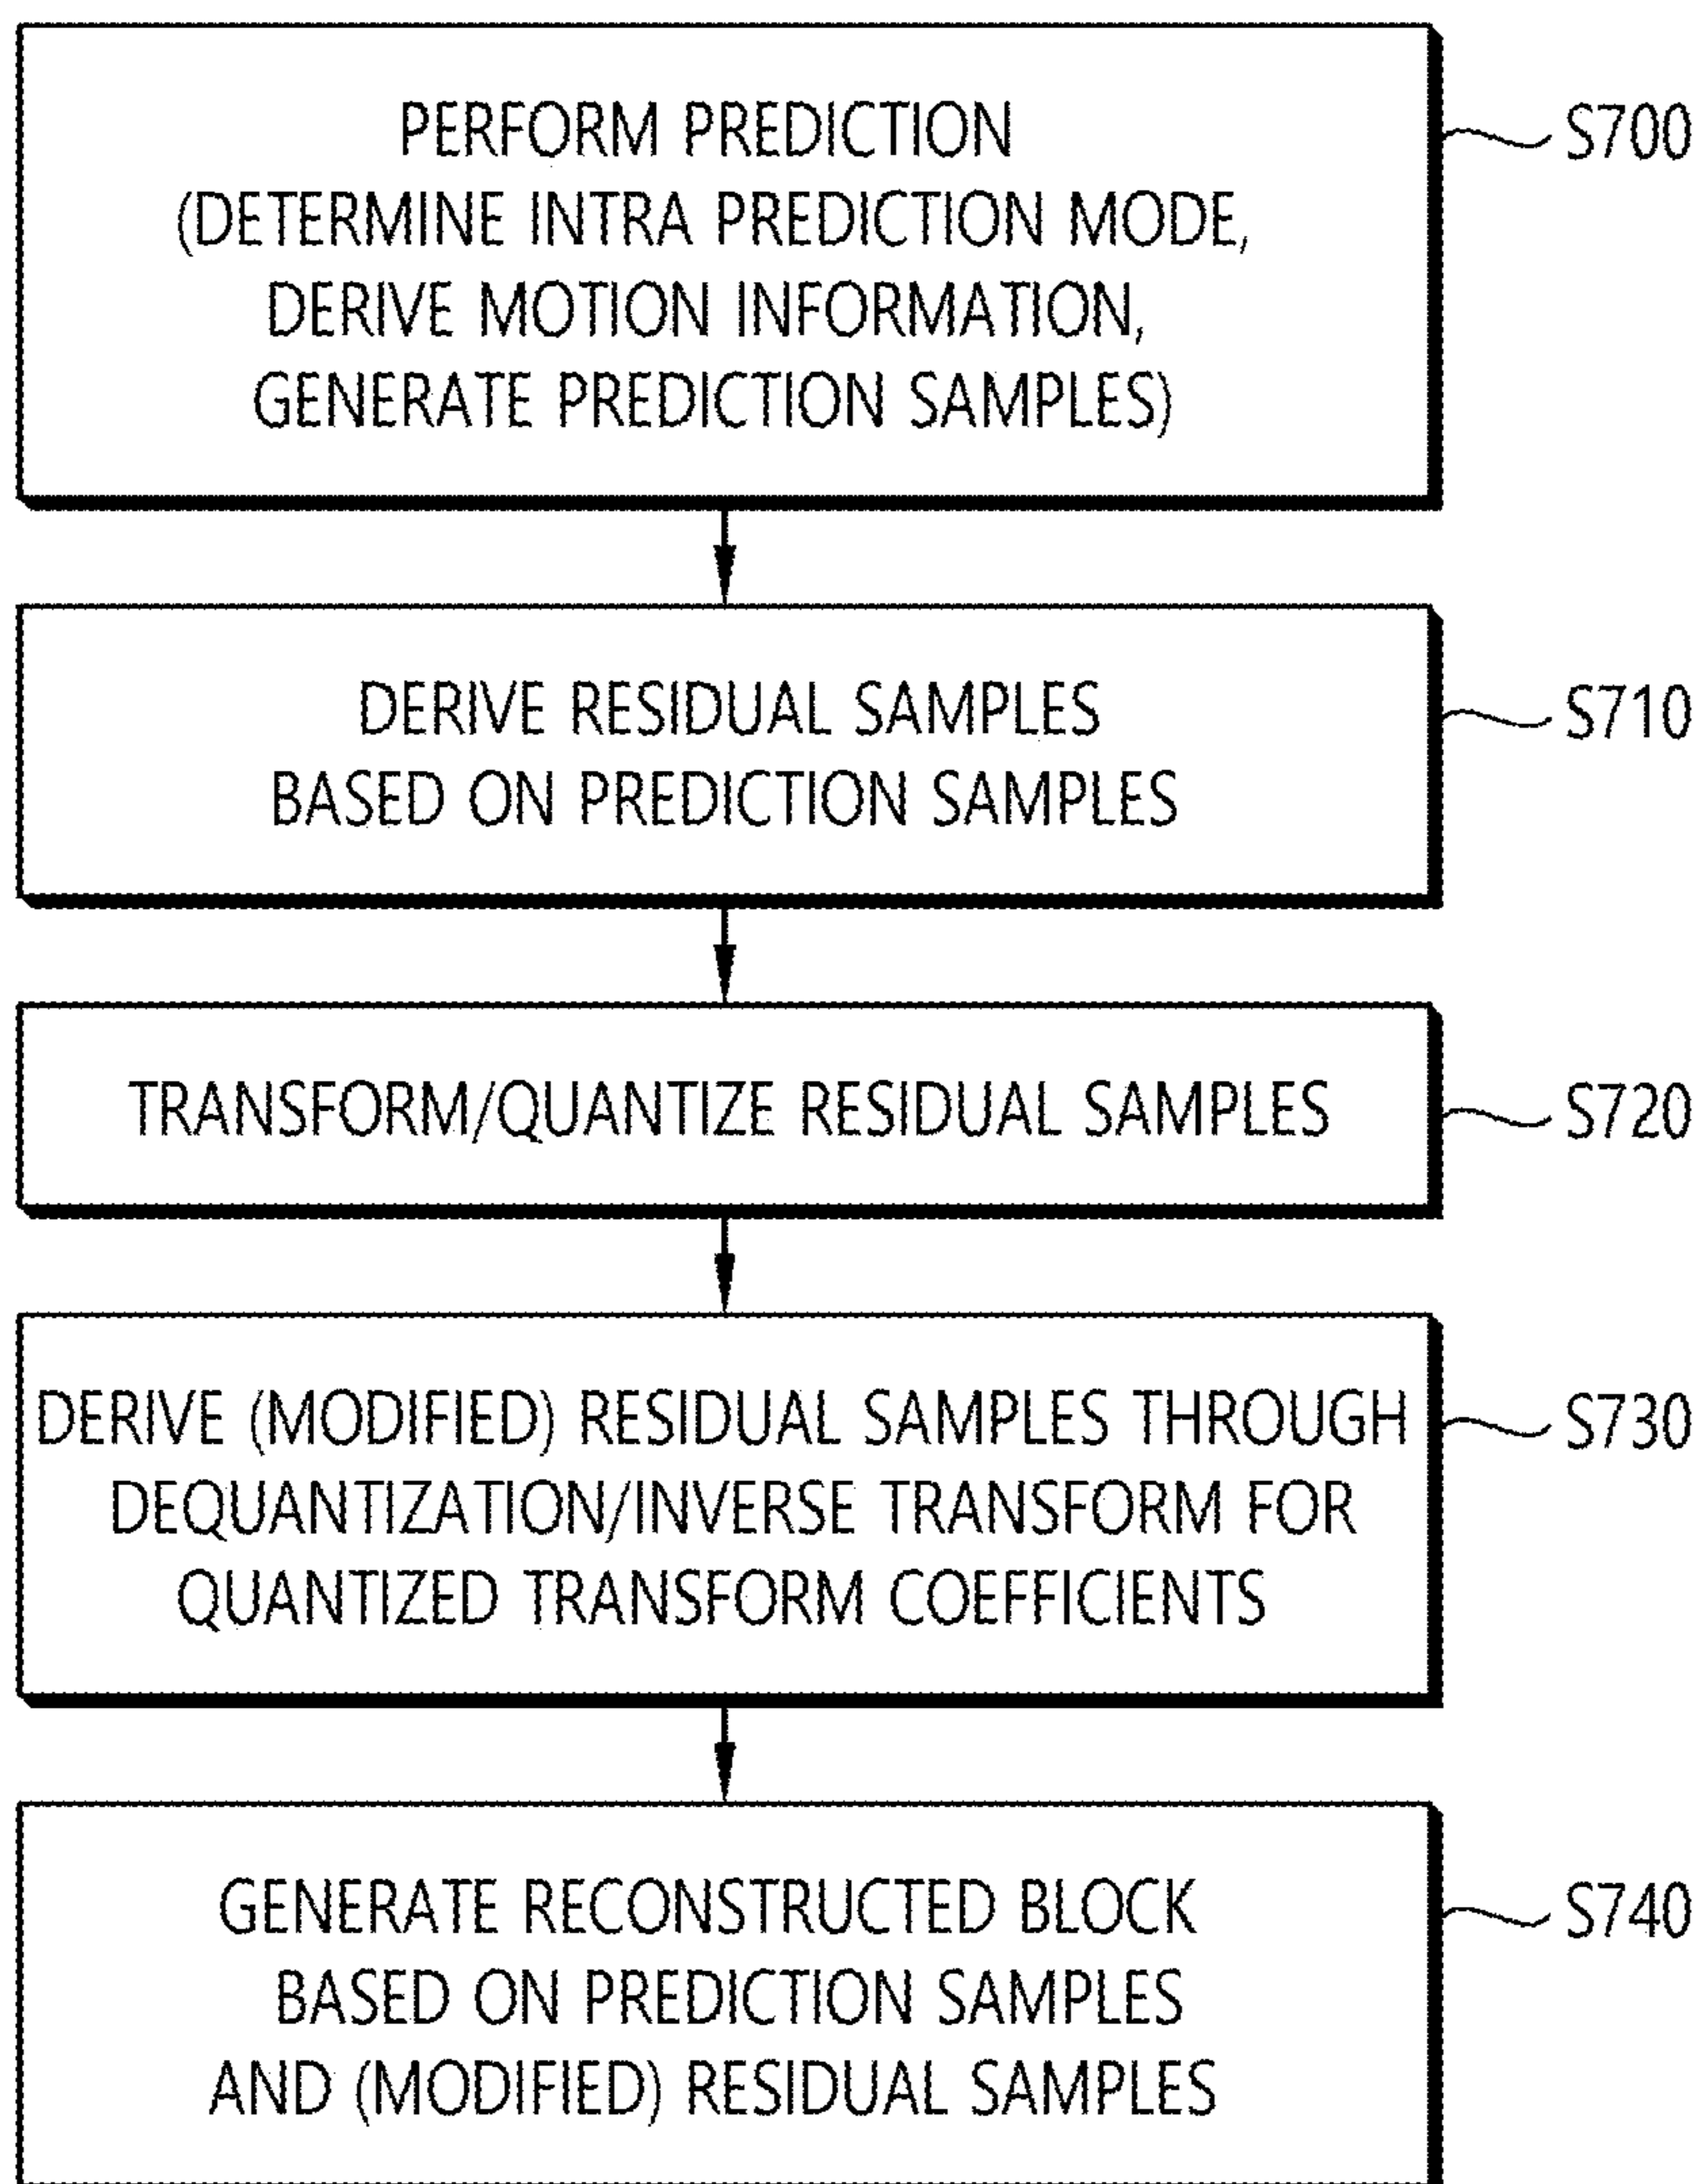 PERFORM PREDICTION
(DETERMINE INTRA PREDICTION MODE,
DERIVE MOTION INFORMATION,
GENERATE PREDICTION SAMPLES)
S700
DERIVE RESIDUAL SAMPLES
BASED ON PREDICTION SAMPLES
S710
TRANSFORM/QUANTIZE RESIDUAL SAMPLES
S720
DERIVE (MODIFIED) RESIDUAL SAMPLES THROUGH
DEQUANTIZATION/INVERSE TRANSFORM FOR
QUANTIZED TRANSFORM COEFFICIENTS
S730
GENERATE RECONSTRUCTED BLOCK
BASED ON PREDICTION SAMPLES
AND (MODIFIED) RESIDUAL SAMPLES
S740